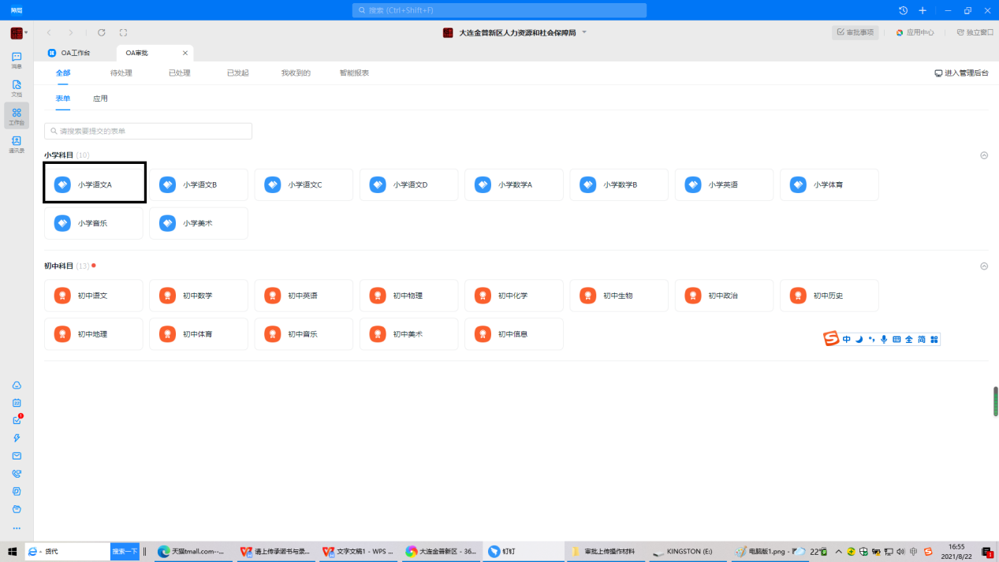 搜索 (Ctrl+Shift+F)
大连金普新区人力资源和社会保障局
审批事项
应用中心
独立窗口
OA工作台
OA审批
消息
文档
工作台
通讯录
全部
待处理
已处理
已发起
我收到的
智能报表
进入管理后台
表单
应用
请搜索要提交的表单
小学科目 (10)
小学语文A
小学语文B
小学语文C
小学语文D
小学数学A
小学数学B
小学英语
小学体育
小学音乐
小学美术
初中科目 (13)
初中语文
初中数学
初中英语
初中物理
初中化学
初中生物
初中政治
初中历史
初中地理
初中体育
初中音乐
初中美术
初中信息
中
全 简
22
1
货代
搜索一下
天猫tmall.com--...
请上传承诺书与录...
文字文稿1 - WPS ...
大连金普新区 - 36...
钉钉
审批上传操作材料
KINGSTON (E:)
电脑版1.png - 
22°
中
16:55
2021/8/22
1